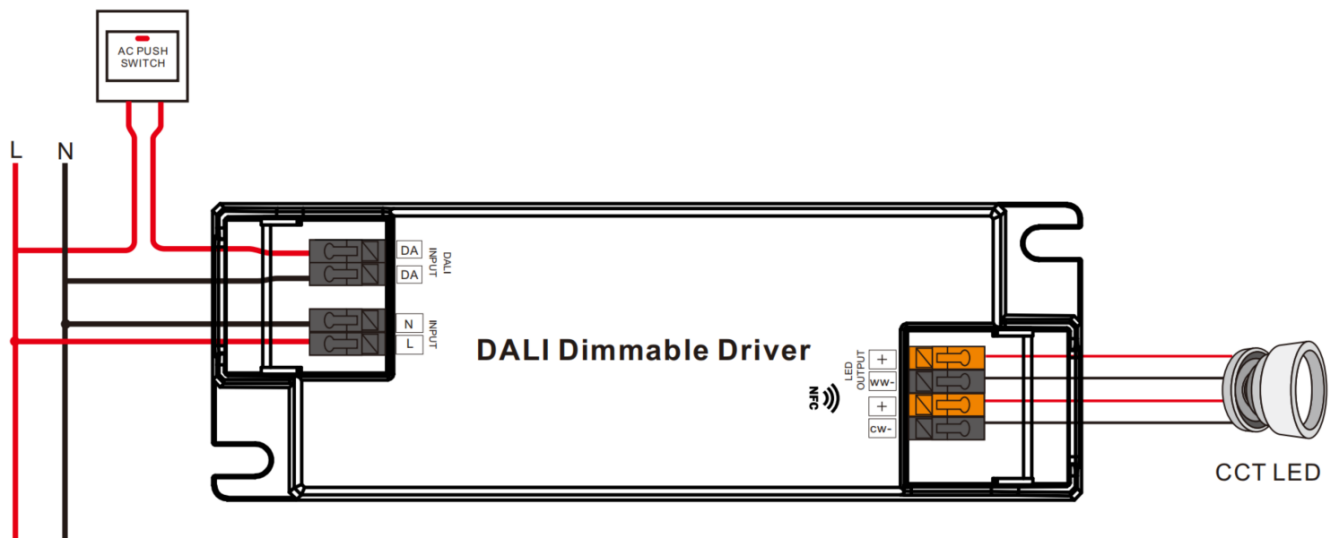 AC PUSH
SWITCH
L
N
DA
DA
DALI
INPUT
N
L
INPUT
DALI Dimmable Driver
NFC
LED
OUTPUT
+
WW-
+
CW-
CCT LED